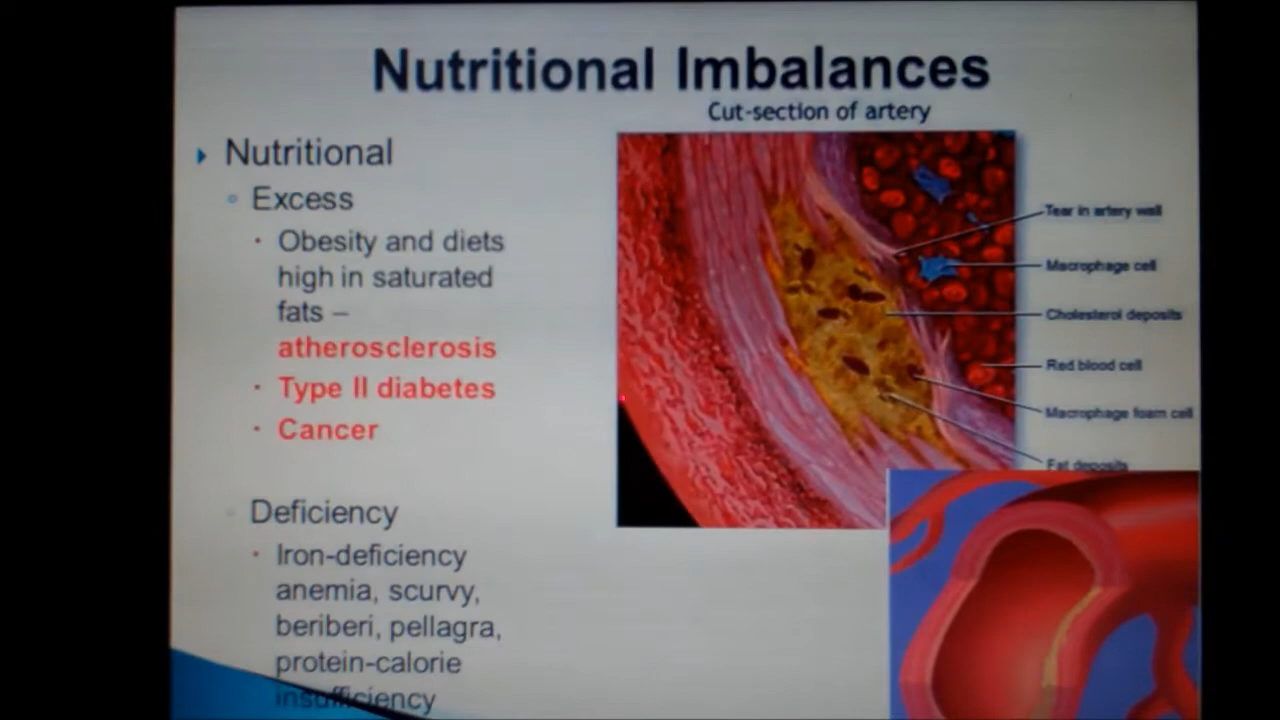 Nutritional Imbalances
Cut-section of artery
Nutritional
Excess
Obesity and diets
high in saturated
fats –
atherosclerosis
Type II diabetes
Cancer
Deficiency
Iron-deficiency
anemia, scurvy,
beriberi, pellagra,
protein-calorie
insufficiency
Tear in artery wall
Macrophage cell
Cholesterol deposits
Red blood cell
Macrophage foam cell
Fat deposits